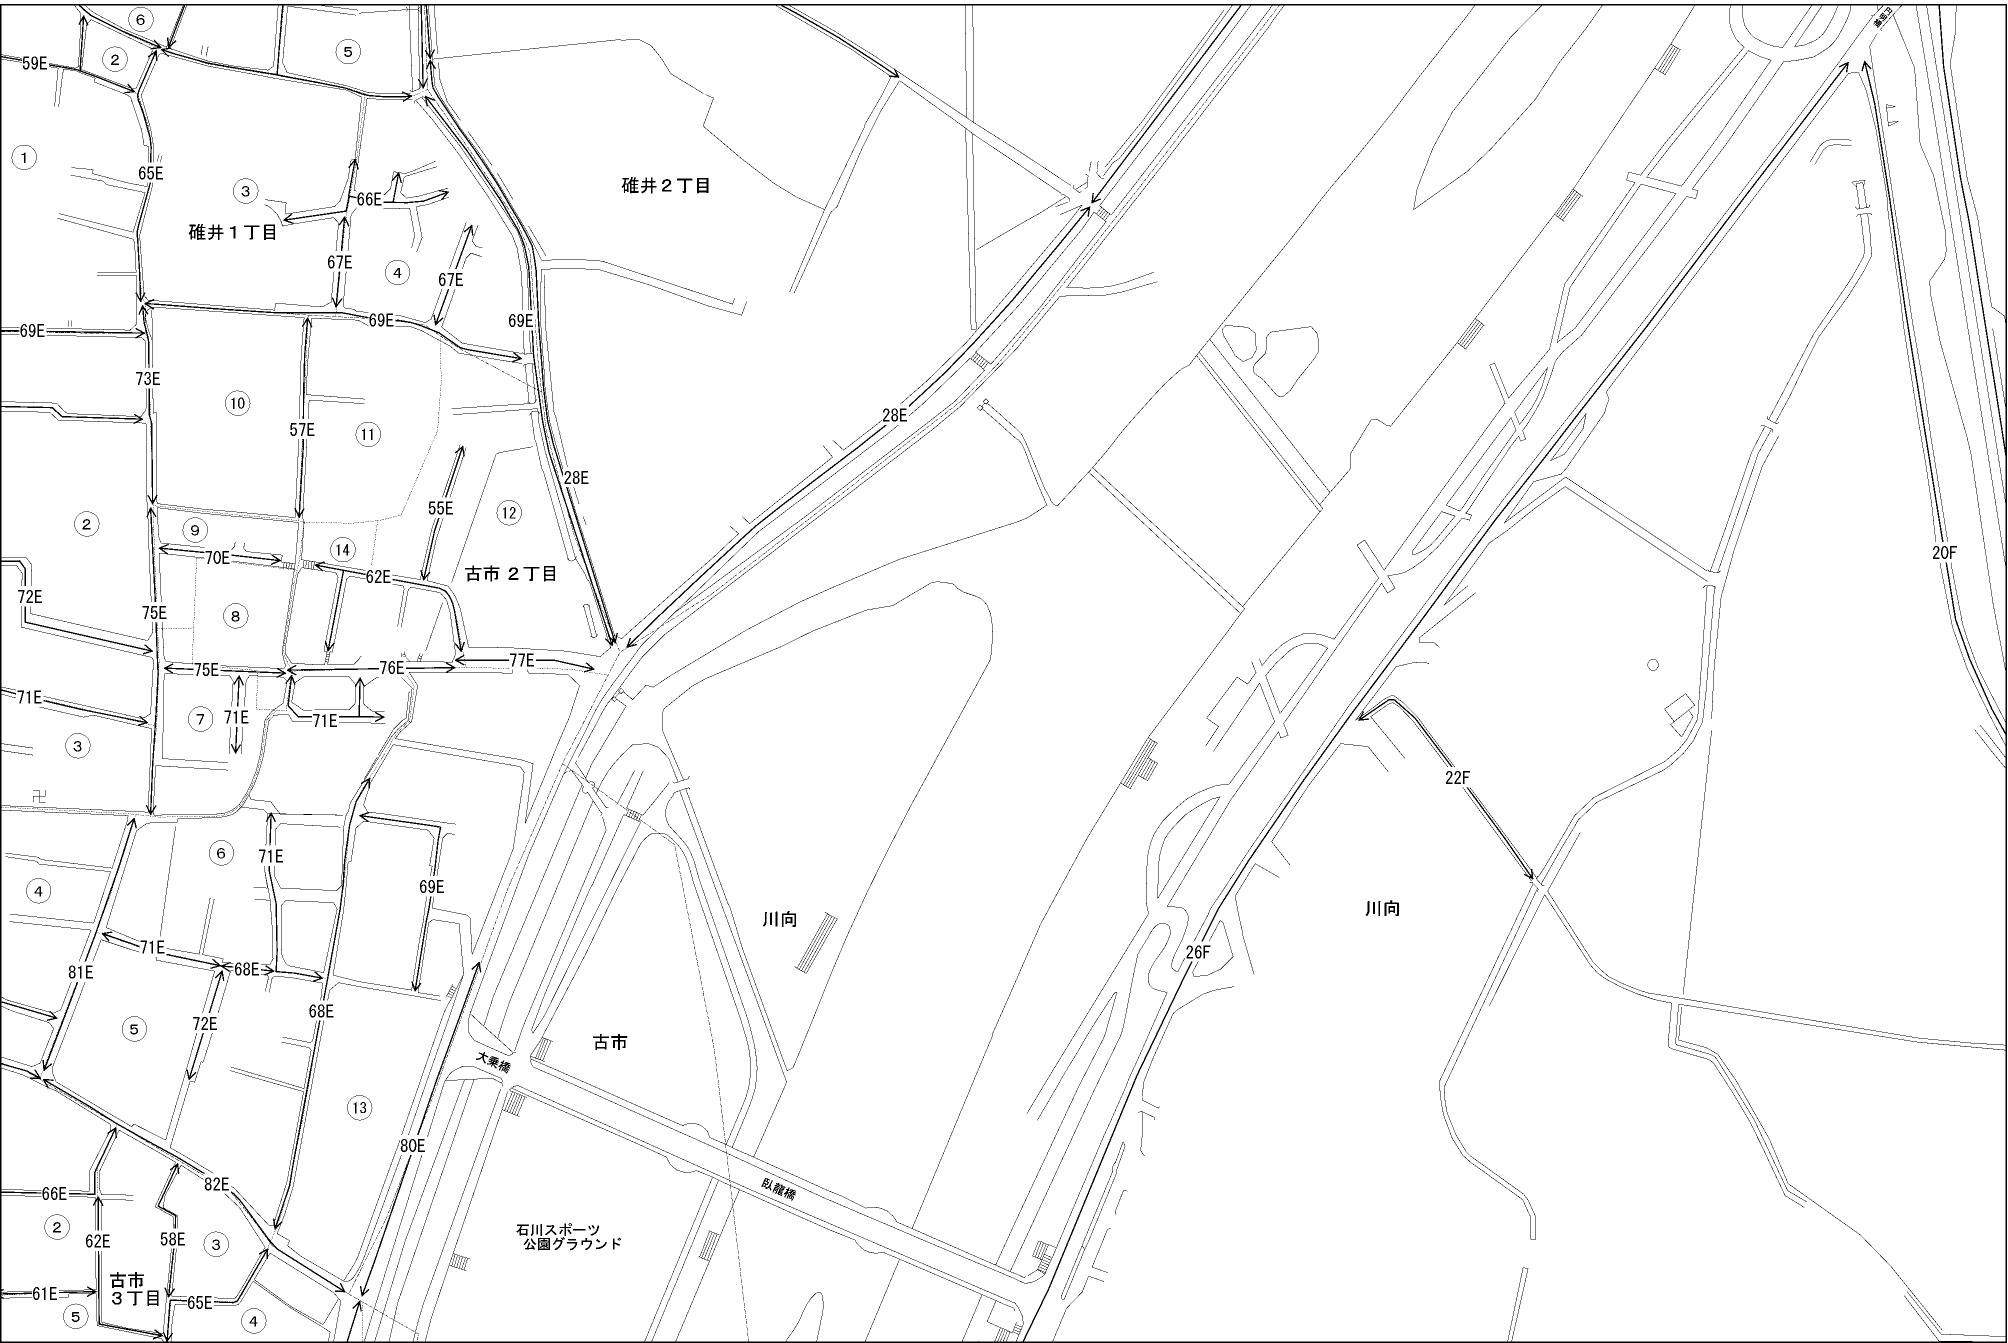 ⑥
②
⑤
59E
①
65E
③
66E
碓井２丁目
碓井１丁目
67E
④
67E
69E
69E
69E
73E
⑩
57E
⑪
28E
28E
55E
⑫
②
⑨
70E
⑭
62E
古市 ２丁目
20F
72E
75E
⑧
75E
76E
77E
71E
⑦
71E
71E
③
卍
22F
⑥
71E
④
69E
川向
川向
71E
81E
68E
26F
⑤
72E
68E
古市
大乗橋
⑬
80E
66E
82E
臥龍橋
②
62E
58E
③
石川スポーツ
公園グラウンド
古市
３丁目
61E
65E
⑤
④